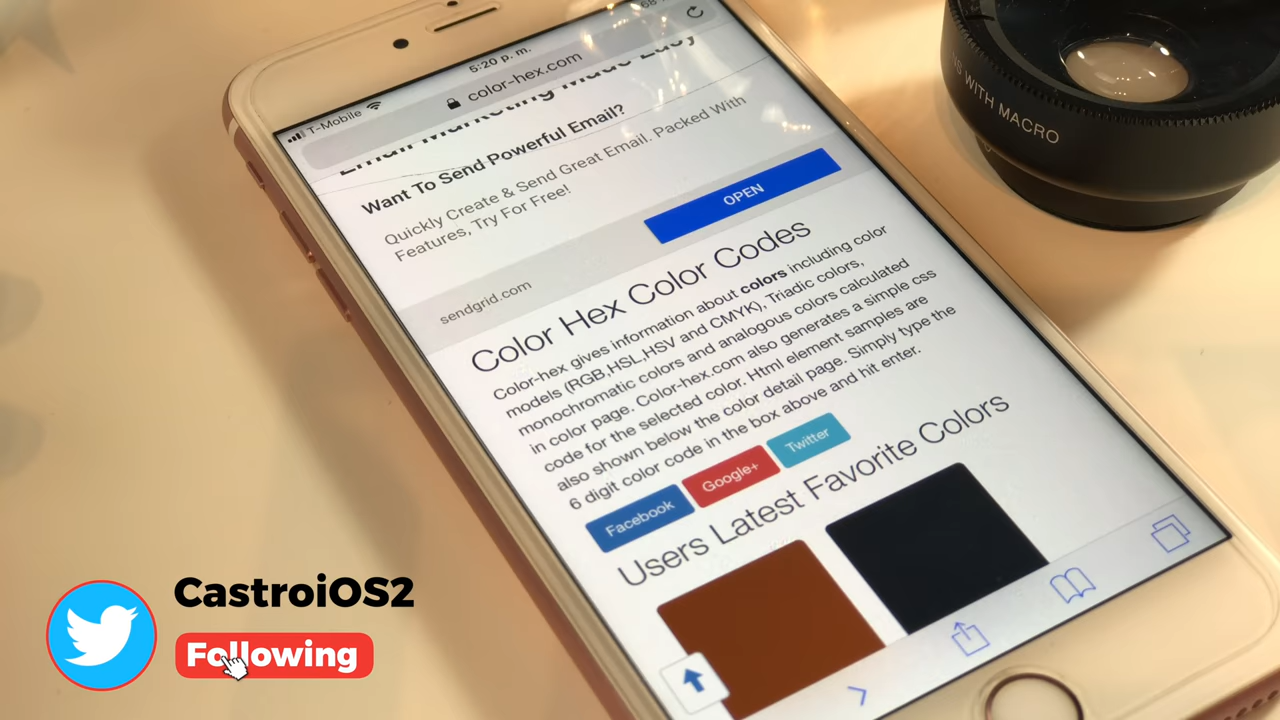 T-Mobile
5:20 p. m.
68%
color-hex.com
Email Marketing Made Easy
Want To Send Powerful Email?
Quickly Create & Send Great Email. Packed With
Features, Try For Free!
sendgrid.com
OPEN
Color Hex Color Codes
Color-hex gives information about colors including color
models (RGB,HSL,HSV and CMYK), Triadic colors,
monochromatic colors and analogous colors calculated
in color page. Color-hex.com also generates a simple css
code for the selected color. Html element samples are
also shown below the color detail page. Simply type the
6 digit color code in the box above and hit enter.
Facebook
Google+
Twitter
Users Latest Favorite Colors
WITH MACRO
CastroiOS2
Following